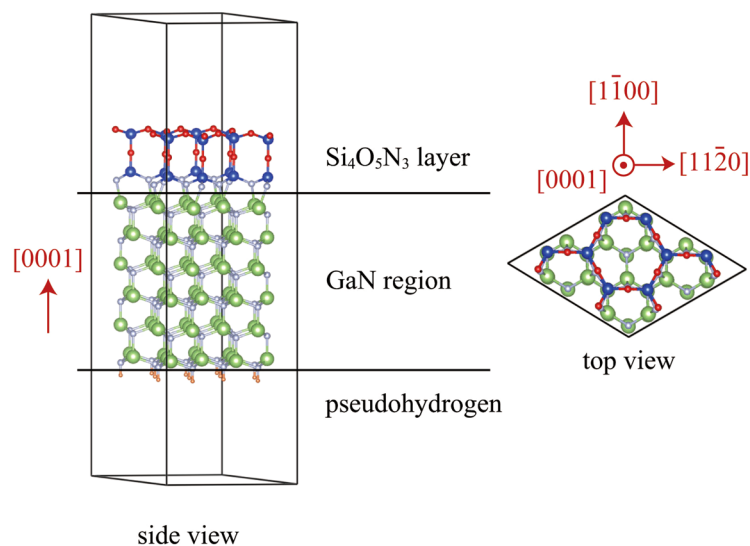 [11̄00]
Si₄O₅N₃ layer
[112̄0]
[0001]
[0001]
GaN region
top view
pseudohydrogen
side view